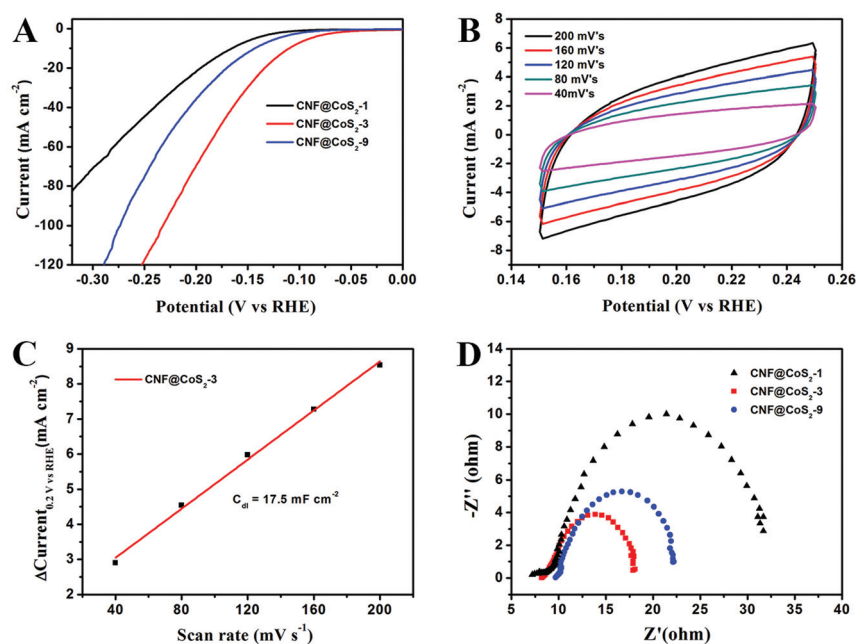 A
0
-20
-40
-60
-80
-100
-120
Current (mA cm-2)
CNF@CoS2-1
CNF@CoS2-3
CNF@CoS2-9
-0.30 -0.25 -0.20 -0.15 -0.10 -0.05 0.00
Potential (V vs RHE)
B
8
6
4
2
0
-2
-4
-6
-8
Current (mA cm-2)
200 mV's
160 mV's
120 mV's
80 mV's
40mV's
0.14 0.16 0.18 0.20 0.22 0.24 0.26
Potential (V vs RHE)
C
9
8
7
6
5
4
3
2
ΔCurrent0.2 V vs RHE(mA cm-2)
CNF@CoS2-3
Cdl = 17.5 mF cm-2
40 80 120 160 200
Scan rate (mV s-1)
D
14
12
10
8
6
4
2
0
-Z'' (ohm)
CNF@CoS2-1
CNF@CoS2-3
CNF@CoS2-9
5 10 15 20 25 30 35 40
Z'(ohm)